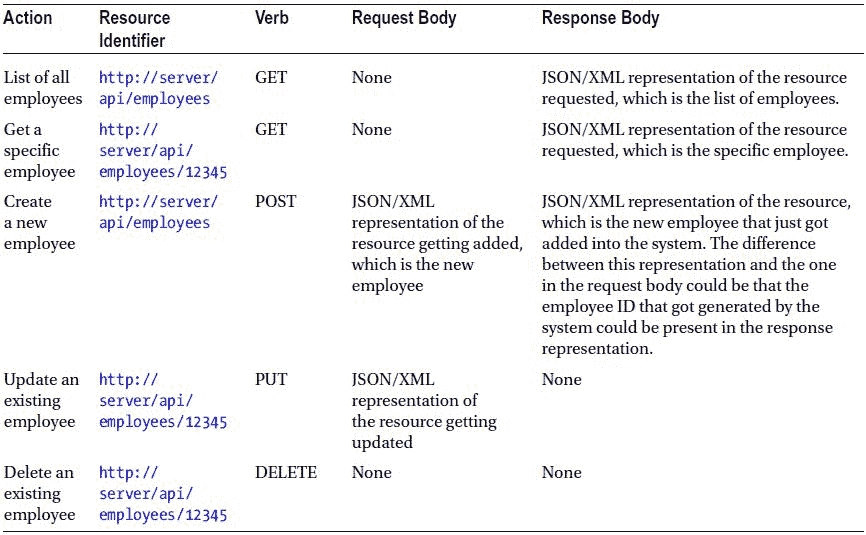 Action Resource Identifier Verb Request Body Response Body
List of all
employees
http://server/
api/employees
GET
None
JSON/XML representation of the resource
requested, which is the list of employees.
Get a
specific
employee
http://
server/api/
employees/12345
GET
None
JSON/XML representation of the resource
requested, which is the specific employee.
Create
a new
employee
http://server/
api/employees
POST
JSON/XML
representation of the
resource getting added,
which is the new
employee
JSON/XML representation of the resource,
which is the new employee that just got
added into the system. The difference
between this representation and the one
in the request body could be that the
employee ID that got generated by the
system could be present in the response
representation.
Update an
existing
employee
http://
server/api/
employees/12345
PUT
JSON/XML
representation of
the resource getting
updated
None
Delete an
existing
employee
http://
server/api/
employees/12345
DELETE
None
None